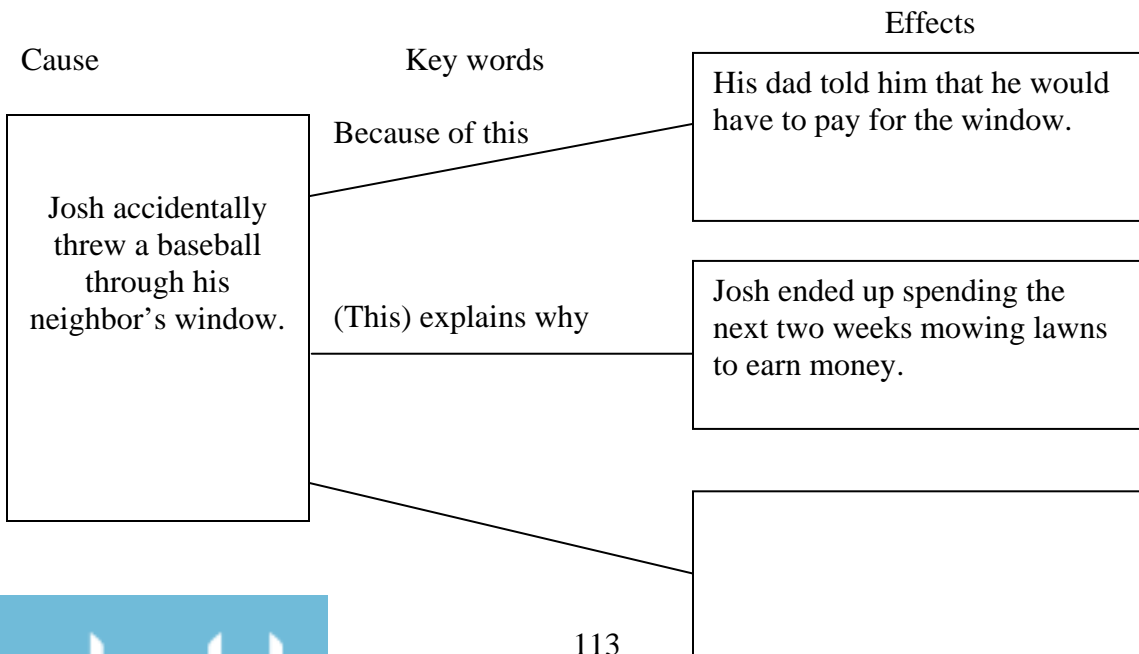 Effects
Cause
Key words
His dad told him that he would
have to pay for the window.
Because of this
Josh accidentally
threw a baseball
through his
neighbor's window.
(This) explains why
Josh ended up spending the
next two weeks mowing lawns
to earn money.
113